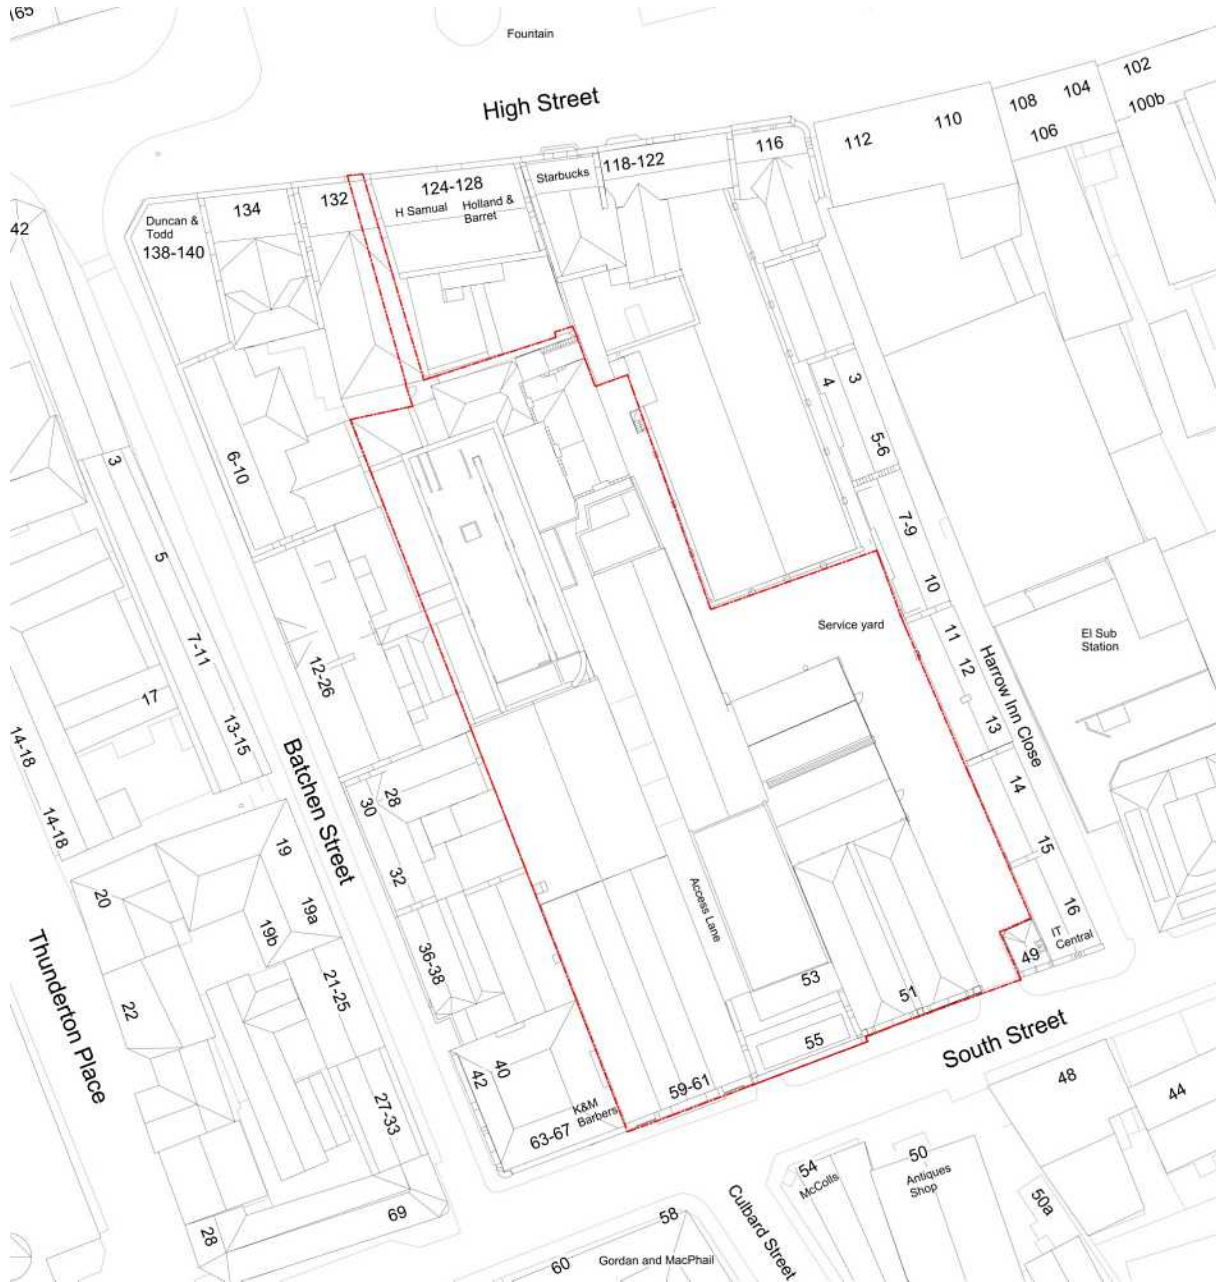 165
Fountain
High Street
102
108
104
100b
110
106
112
116
118-122
Starbucks
124-128
H Samual
Holland &
Barret
132
134
Duncan &
Todd
138-140
42
3
4
5-6
6-10
3
7-9
5
10
Service yard
11
El Sub
Station
12
Harrow Inn Close
12-26
7-11
17
13-15
13
14-18
14-18
Batchen Street
28
30
14
15
19
32
20
19a
19b
Access Lane
16
IT
Central
49
36-38
53
51
21-25
22
Thunderton Place
55
South Street
40
42
59-61
48
44
K&M
Barbers
63-67
27-33
54
McColls
50
Antiques
Shop
50a
Culbard Street
69
28
58
60
Gordan and MacPhail